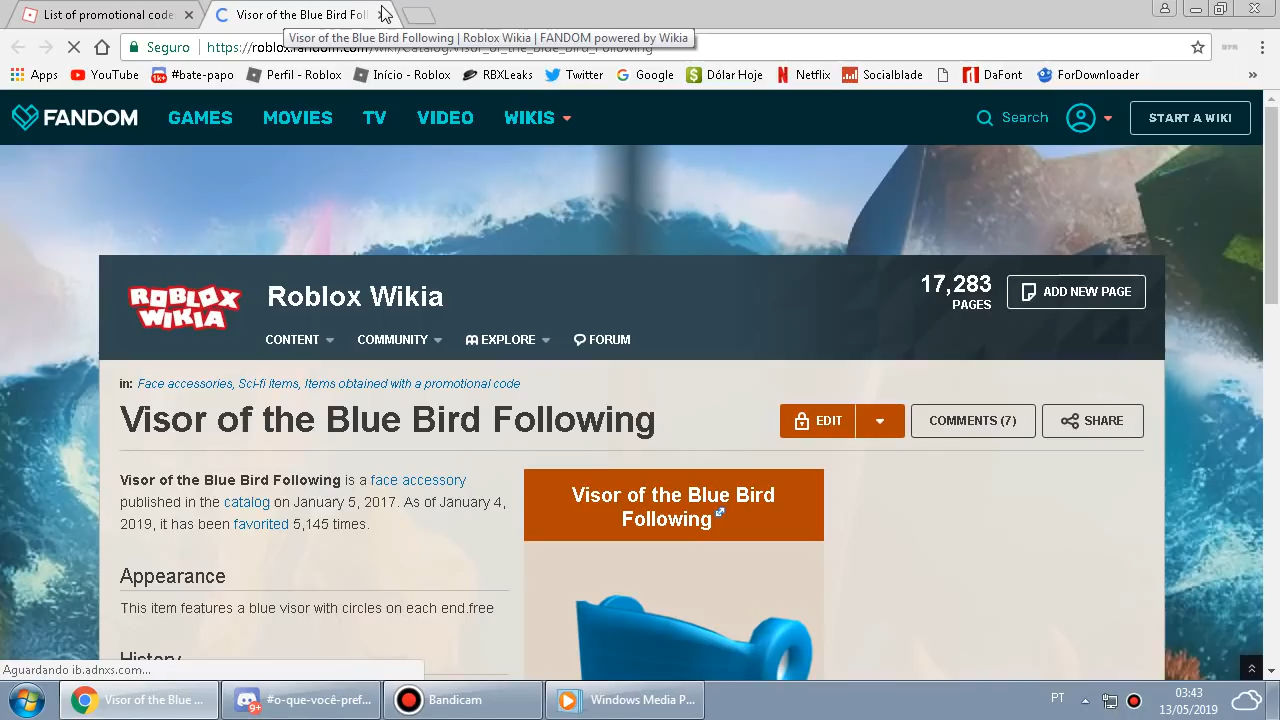 List of promotional code
Visor of the Blue Bird Fol
Visor of the Blue Bird Following | Roblox Wikia | FANDOM powered by Wikia
Seguro
https://roblox.fandom.com/wiki/Catalog:Visor_of_the_Blue_Bird_Following
Apps YouTube #bate-papo Perfil - Roblox Início - Roblox RBXLeaks Twitter Google Dólar Hoje Netflix Socialblade DaFont ForDownloader »
FANDOM GAMES MOVIES TV VIDEO WIKIS Search START A WIKI
ROBLOX WIKIA
Roblox Wikia
17,283
PAGES
ADD NEW PAGE
CONTENT COMMUNITY EXPLORE FORUM
in: Face accessories, Sci-fi items, Items obtained with a promotional code
Visor of the Blue Bird Following
EDIT COMMENTS (7) SHARE
Visor of the Blue Bird Following is a face accessory
published in the catalog on January 5, 2017. As of January 4,
2019, it has been favorited 5,145 times.
Visor of the Blue Bird
Following
Appearance
This item features a blue visor with circles on each end.free
History
Aguardando ib.adnxs.com...
Visor of the Blue ... #o-que-você-pref... Bandicam Windows Media P... PT 03:43
13/05/2019